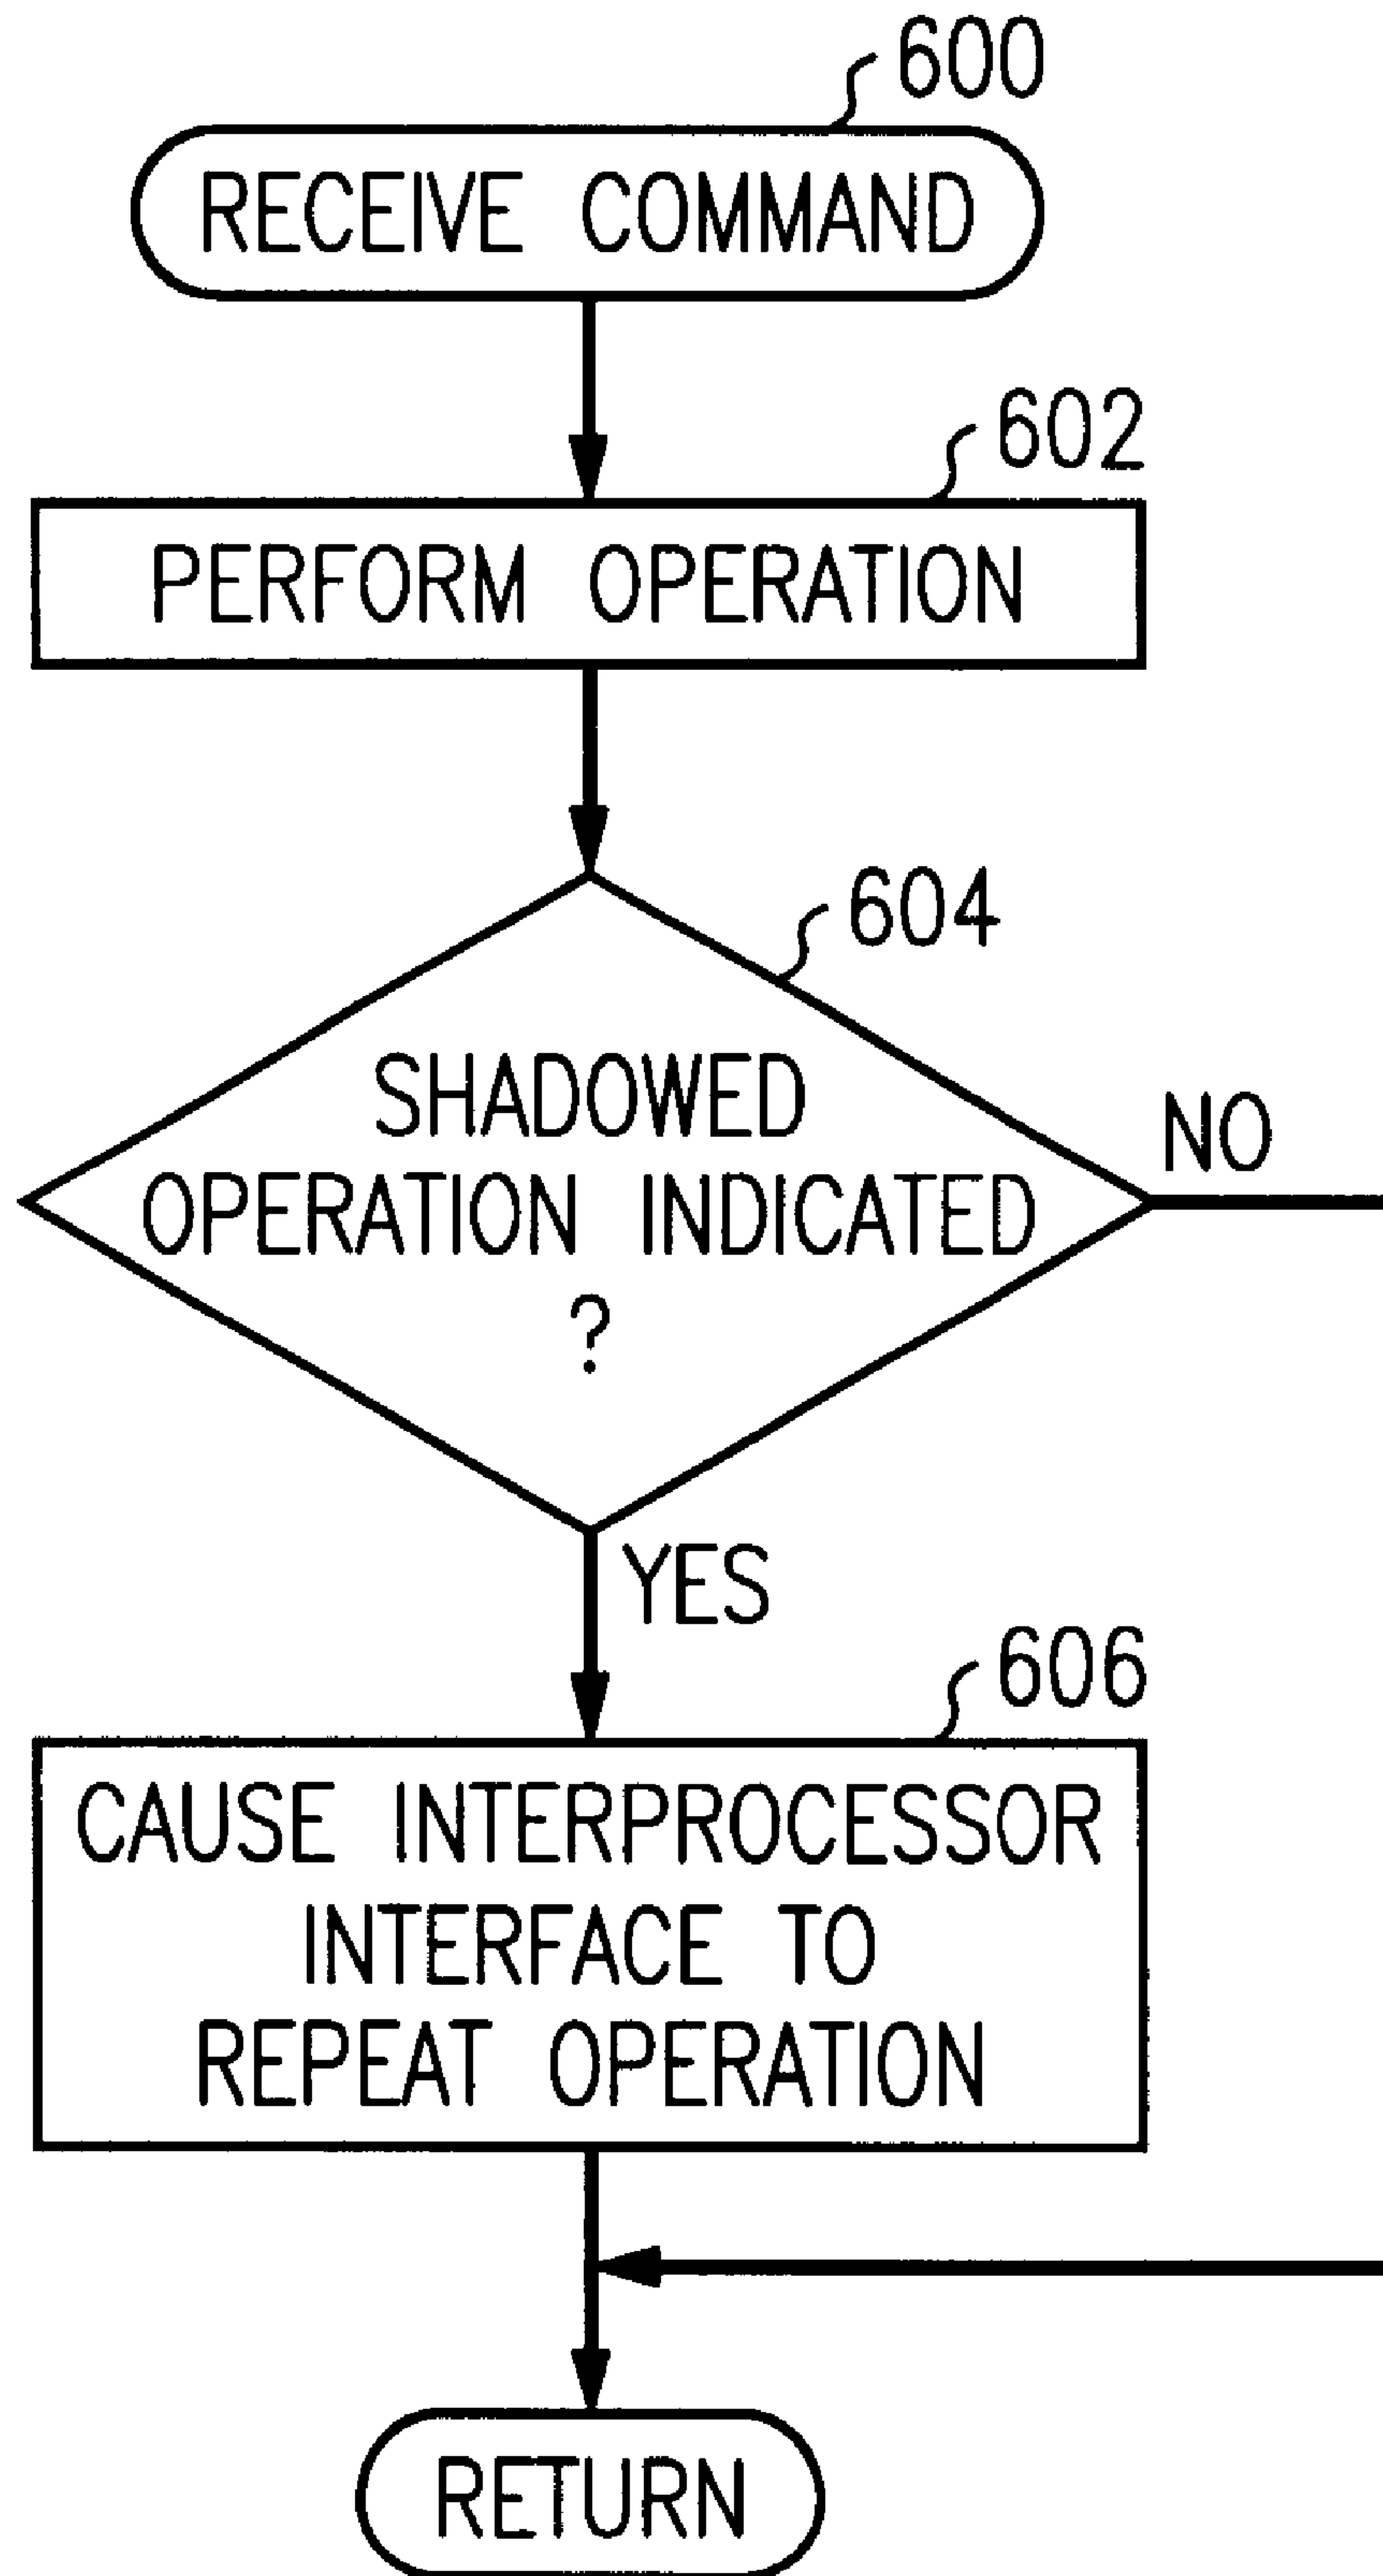 600
RECEIVE COMMAND
602
PERFORM OPERATION
604
SHADOWED
OPERATION INDICATED
?
NO
YES
606
CAUSE INTERPROCESSOR
INTERFACE TO
REPEAT OPERATION
RETURN